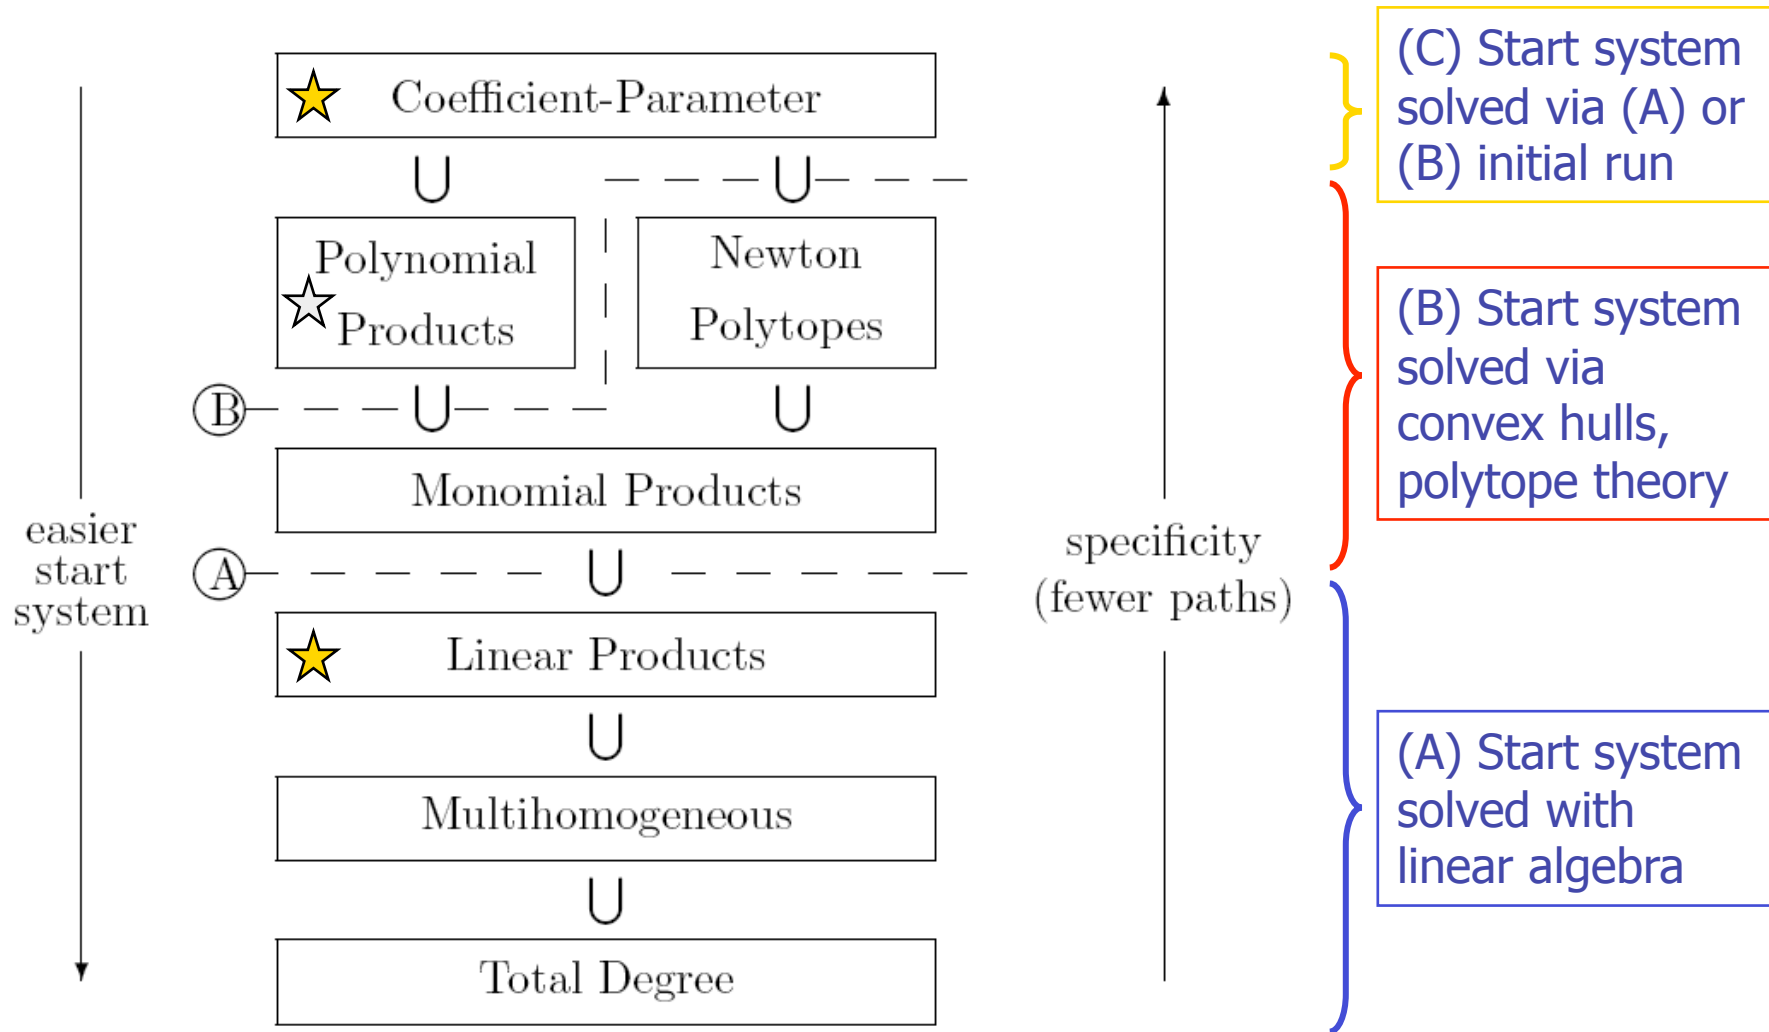 Coefficient-Parameter
∪ ∪
Polynomial
Products
Newton
Polytopes
B
∪ ∪
Monomial Products
A
∪
Linear Products
∪
Multihomogeneous
∪
Total Degree
easier
start
system
specificity
(fewer paths)
(C) Start system
solved via (A) or
(B) initial run
(B) Start system
solved via
convex hulls,
polytope theory
(A) Start system
solved with
linear algebra